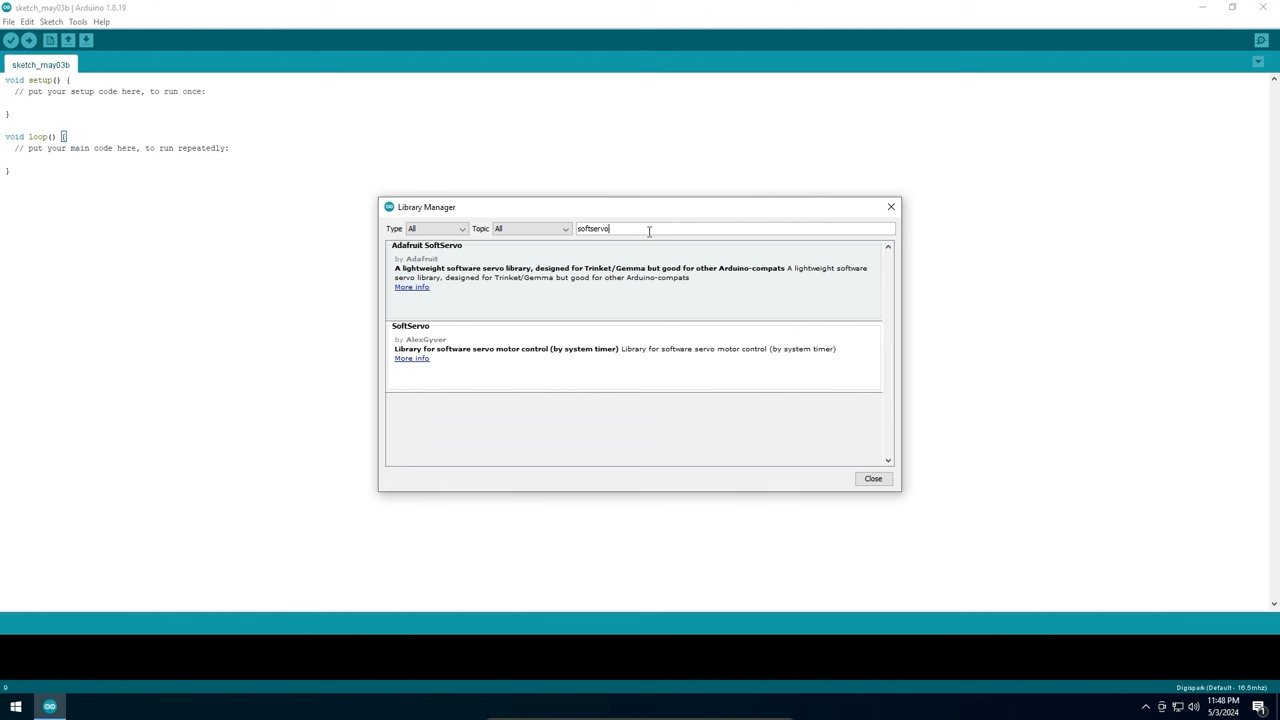 sketch_may03b | Arduino 1.8.19
File Edit Sketch Tools Help
sketch_may03b
void setup() {
// put your setup code here, to run once:
}
void loop() {
// put your main code here, to run repeatedly:
}
Library Manager
Type All Topic All softservo
Adafruit SoftServo
by Adafruit
A lightweight software servo library, designed for Trinket/Gemma but good for other Arduino-compats A lightweight software
servo library, designed for Trinket/Gemma but good for other Arduino-compats
More info
SoftServo
by AlexGyver
Library for software servo motor control (by system timer) Library for software servo motor control (by system timer)
More info
Close
9 Digispark (Default - 16.5mhz)
11:48 PM
5/3/2024
1